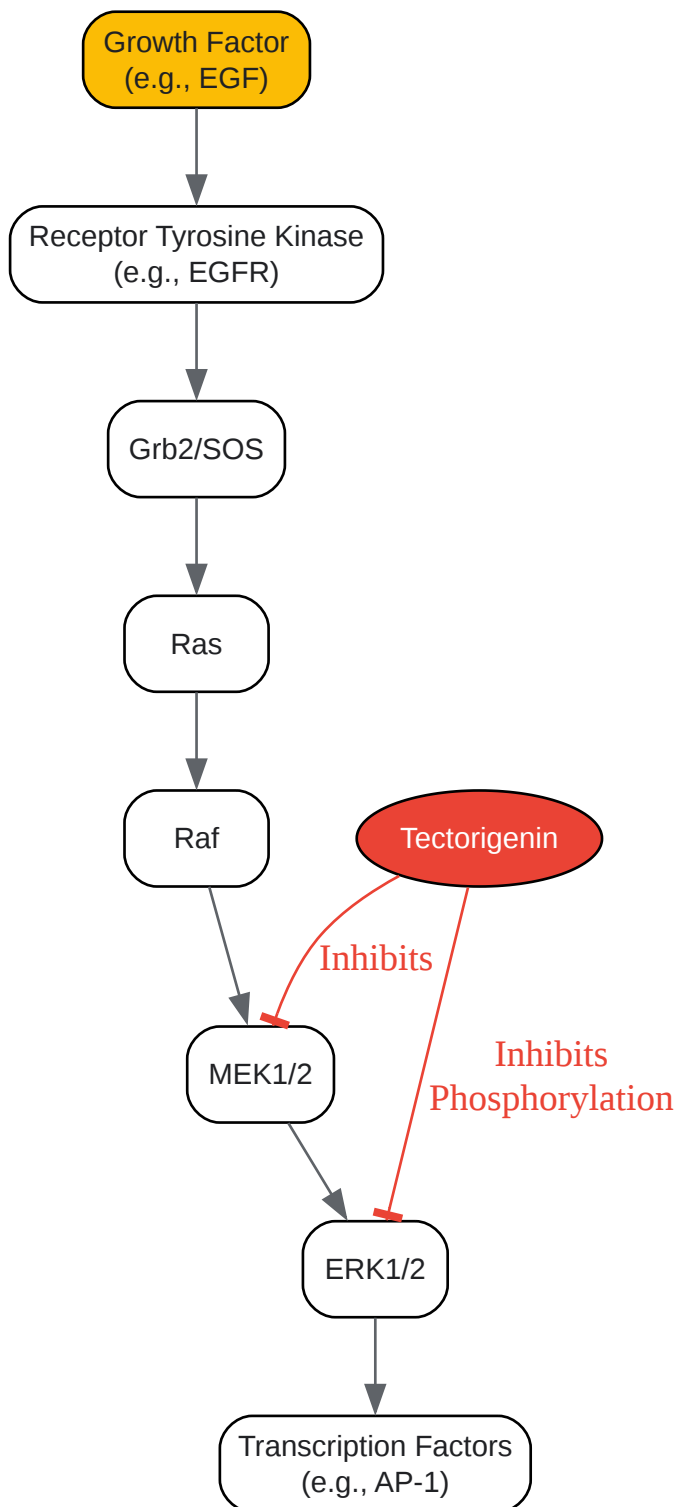 Growth Factor
(e.g., EGF)
Receptor Tyrosine Kinase
(e.g., EGFR)
Grb2/SOS
Ras
Raf
Tectorigenin
Inhibits
MEK1/2
Inhibits
Phosphorylation
ERK1/2
Transcription Factors
(e.g., AP-1)